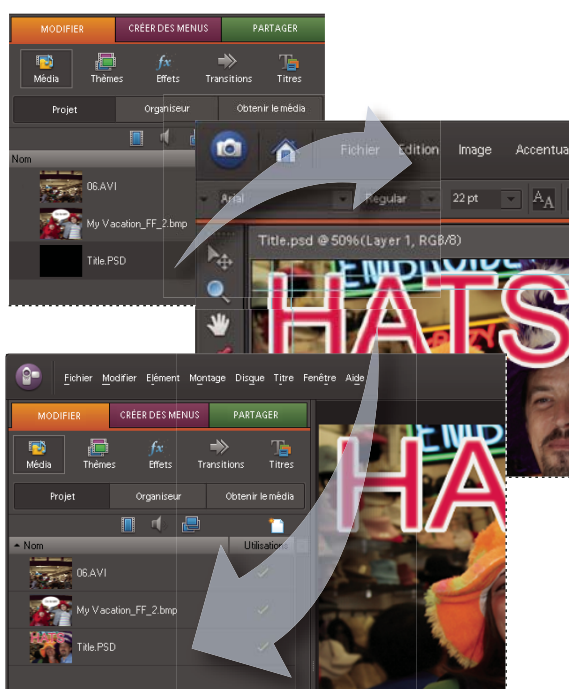 MODIFIER CRÉER DES MENUS PARTAGER
Média Thèmes Effets Transitions Titres
Projet Organiseur Obtenir le média
Nom
06.AVI
My Vacation_FF_2.bmp
Title.PSD
Fichier Edition Image Accentua
Arial Regular 22 pt
Title.psd @ 50% (Layer 1, RGB/8)
HATS
Fichier Modifier Elément Montage Disque Titre Fenêtre Aide
MODIFIER CRÉER DES MENUS PARTAGER
Média Thèmes Effets Transitions Titres
Projet Organiseur Obtenir le média
Nom Utilisations
06.AVI
My Vacation_FF_2.bmp
Title.PSD
HA